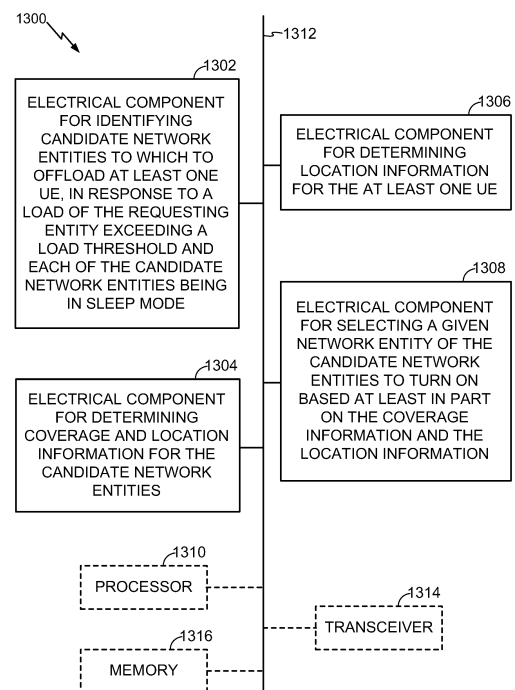 1300
1312
1302
ELECTRICAL COMPONENT
FOR IDENTIFYING
CANDIDATE NETWORK
ENTITIES TO WHICH TO
OFFLOAD AT LEAST ONE
UE, IN RESPONSE TO A
LOAD OF THE REQUESTING
ENTITY EXCEEDING A
LOAD THRESHOLD AND
EACH OF THE CANDIDATE
NETWORK ENTITIES BEING
IN SLEEP MODE
1306
ELECTRICAL COMPONENT
FOR DETERMINING
LOCATION INFORMATION
FOR THE AT LEAST ONE UE
1304
ELECTRICAL COMPONENT
FOR DETERMINING
COVERAGE AND LOCATION
INFORMATION FOR THE
CANDIDATE NETWORK
ENTITIES
1308
ELECTRICAL COMPONENT
FOR SELECTING A GIVEN
NETWORK ENTITY OF THE
CANDIDATE NETWORK
ENTITIES TO TURN ON
BASED AT LEAST IN PART
ON THE COVERAGE
INFORMATION AND THE
LOCATION INFORMATION
1310
PROCESSOR
1314
TRANSCEIVER
1316
MEMORY